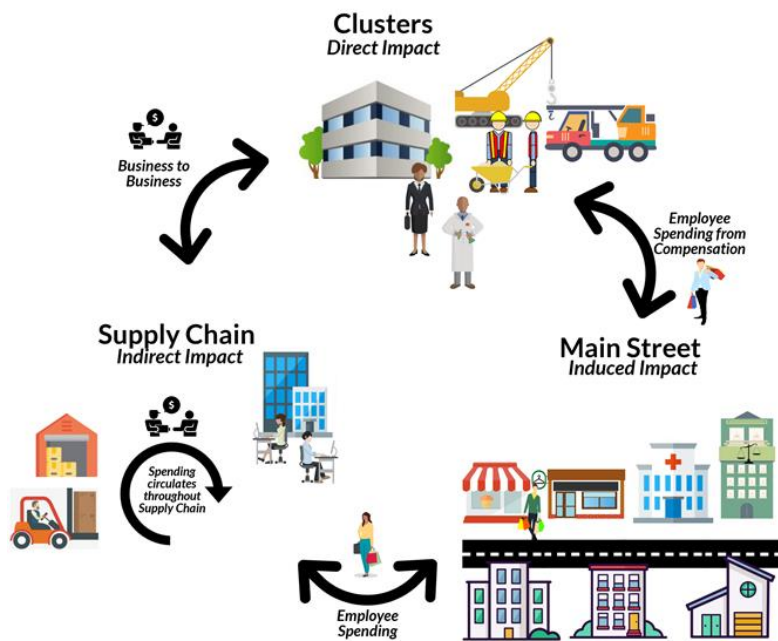 Clusters
Direct Impact
$
Business to
Business
Employee
Spending from
Compensation
Supply Chain
Indirect Impact
Main Street
Induced Impact
$
Spending
circulates
throughout
Supply Chain
Employee
Spending